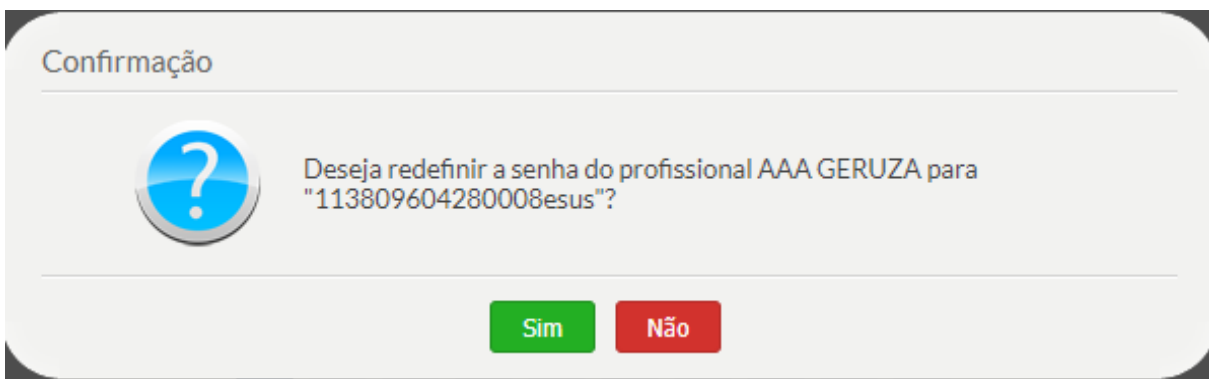 Confirmação
?
Deseja redefinir a senha do profissional AAA GERUZA para
"113809604280008esus"?
Sim Não